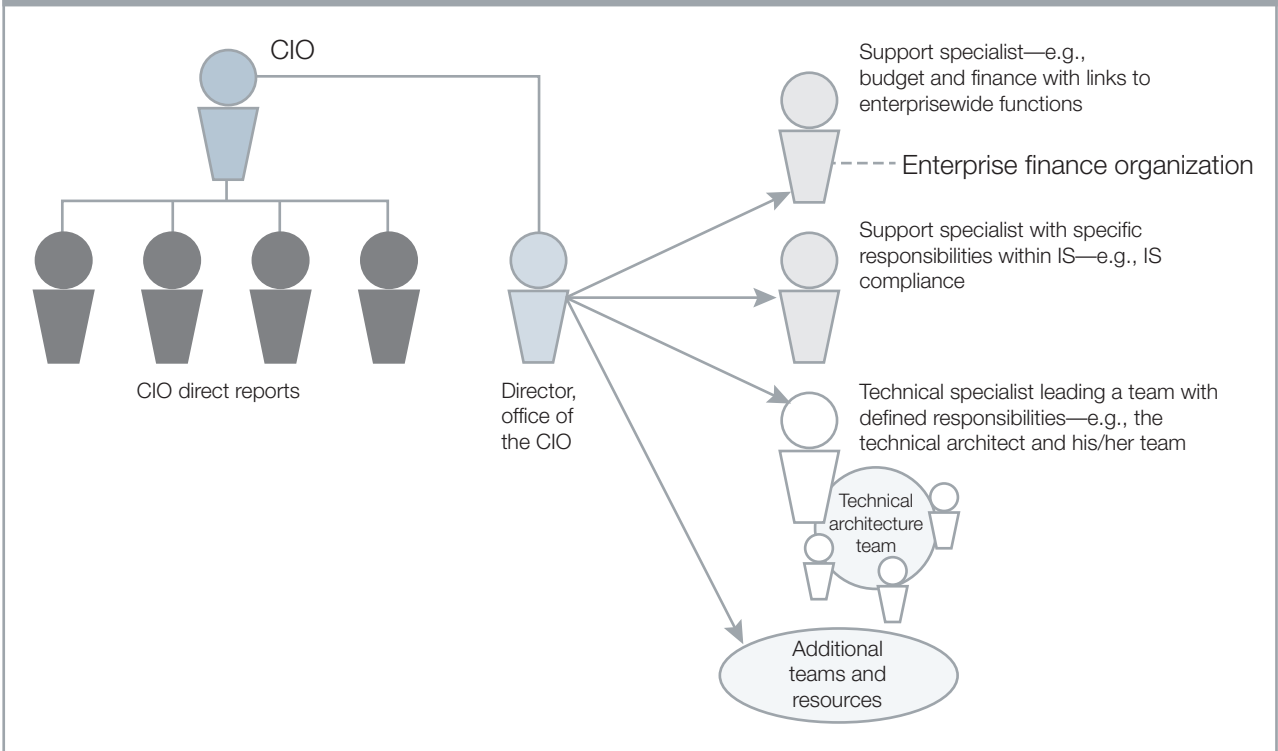 CIO
CIO direct reports
Director,
office of
the CIO
Support specialist—e.g.,
budget and finance with links to
enterprisewide functions
Enterprise finance organization
Support specialist with specific
responsibilities within IS—e.g., IS
compliance
Technical specialist leading a team with
defined responsibilities—e.g., the
technical architect and his/her team
Technical
architecture
team
Additional
teams and
resources